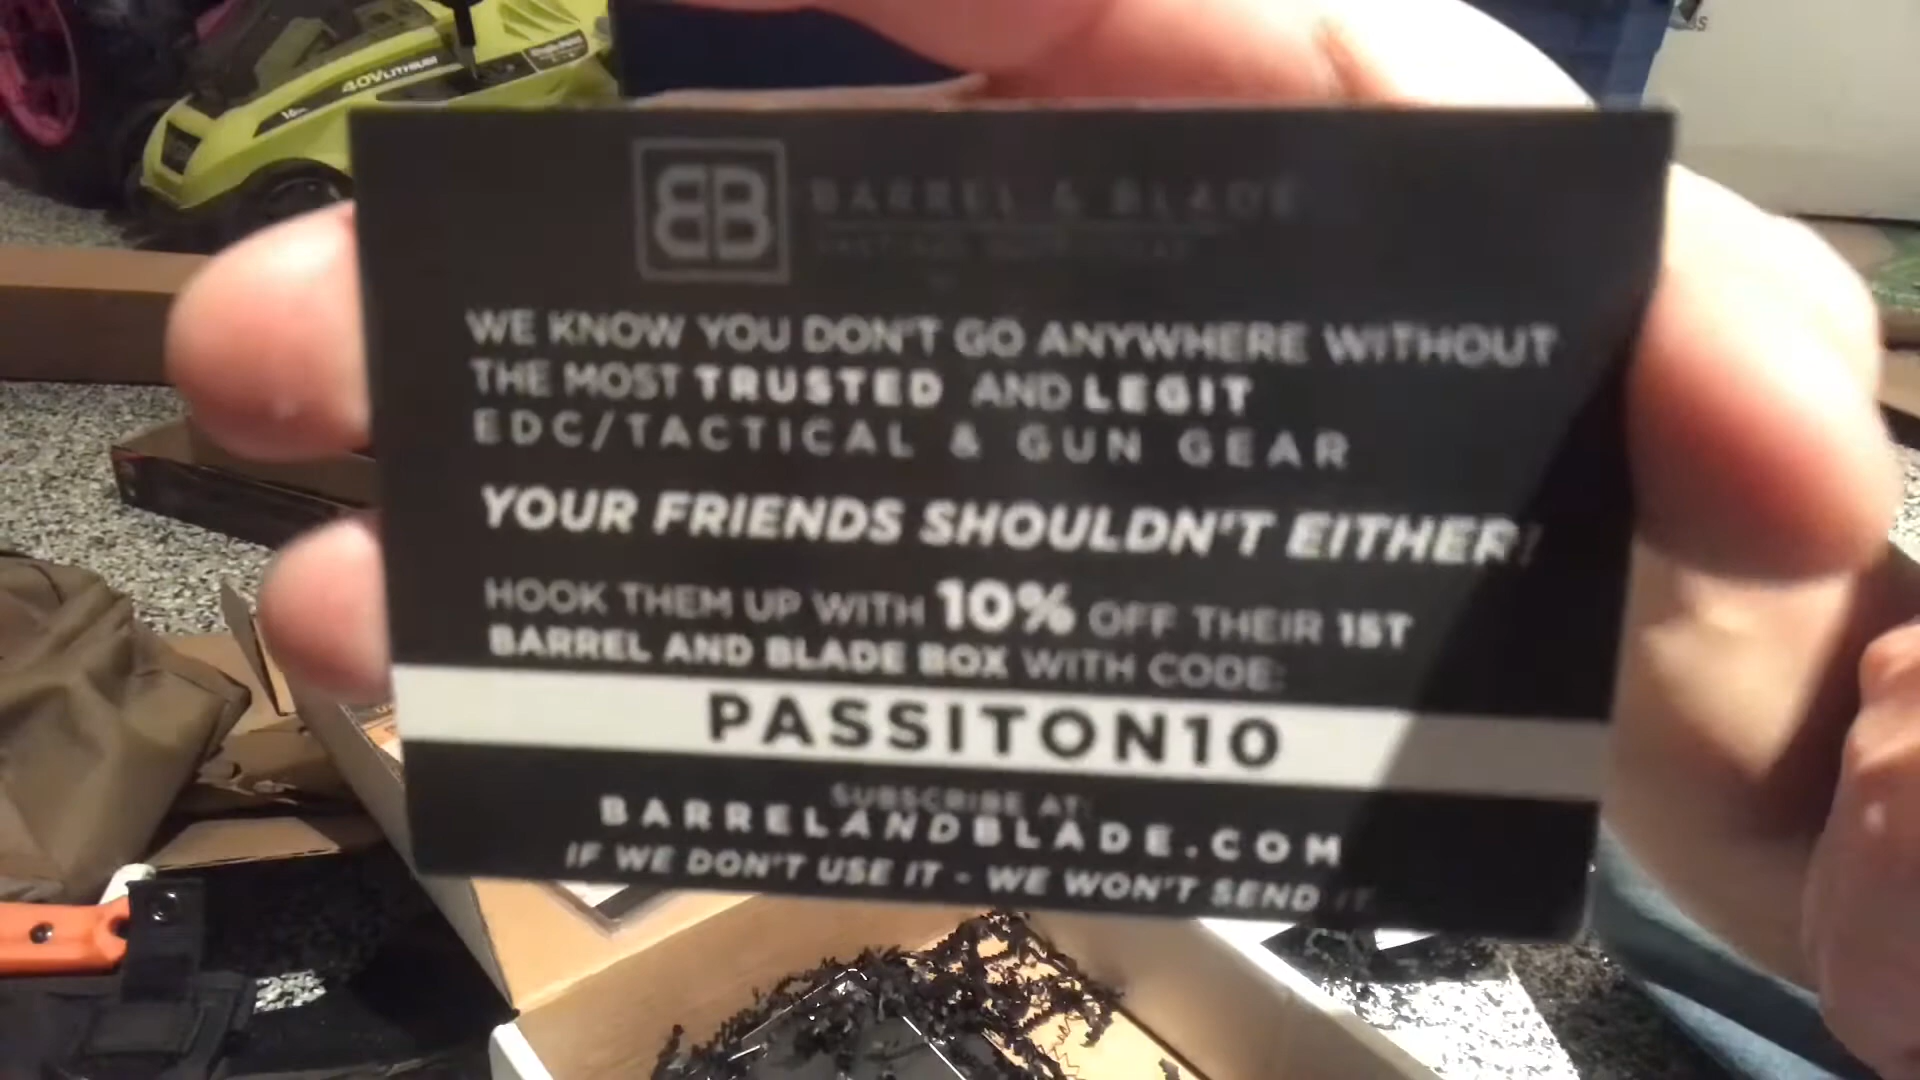 40V LITHIUM
BB
BARREL & BLADE
WE KNOW YOU DON'T GO ANYWHERE WITHOUT
THE MOST TRUSTED AND LEGIT
EDC/TACTICAL & GUN GEAR
YOUR FRIENDS SHOULDN'T EITHER!
HOOK THEM UP WITH 10% OFF THEIR 1ST
BARREL AND BLADE BOX WITH CODE:
PASSITON10
SUBSCRIBE AT:
BARRELANDBLADE.COM
IF WE DON'T USE IT - WE WON'T SEND IT